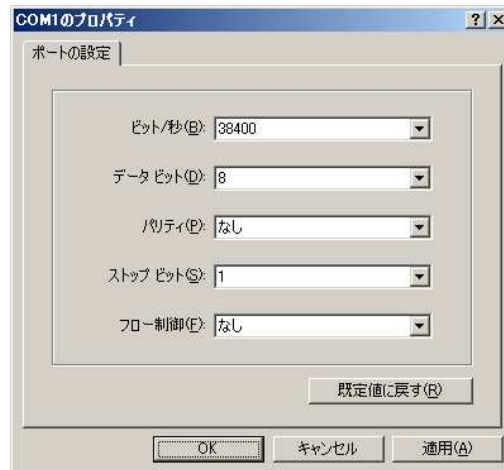 COM1のプロパティ
ポートの設定
ビット/秒(B): 38400
データ ビット(D): 8
パリティ(P): なし
ストップ ビット(S): 1
フロー制御(F): なし
既定値に戻す(R)
OK キャンセル 適用(A)